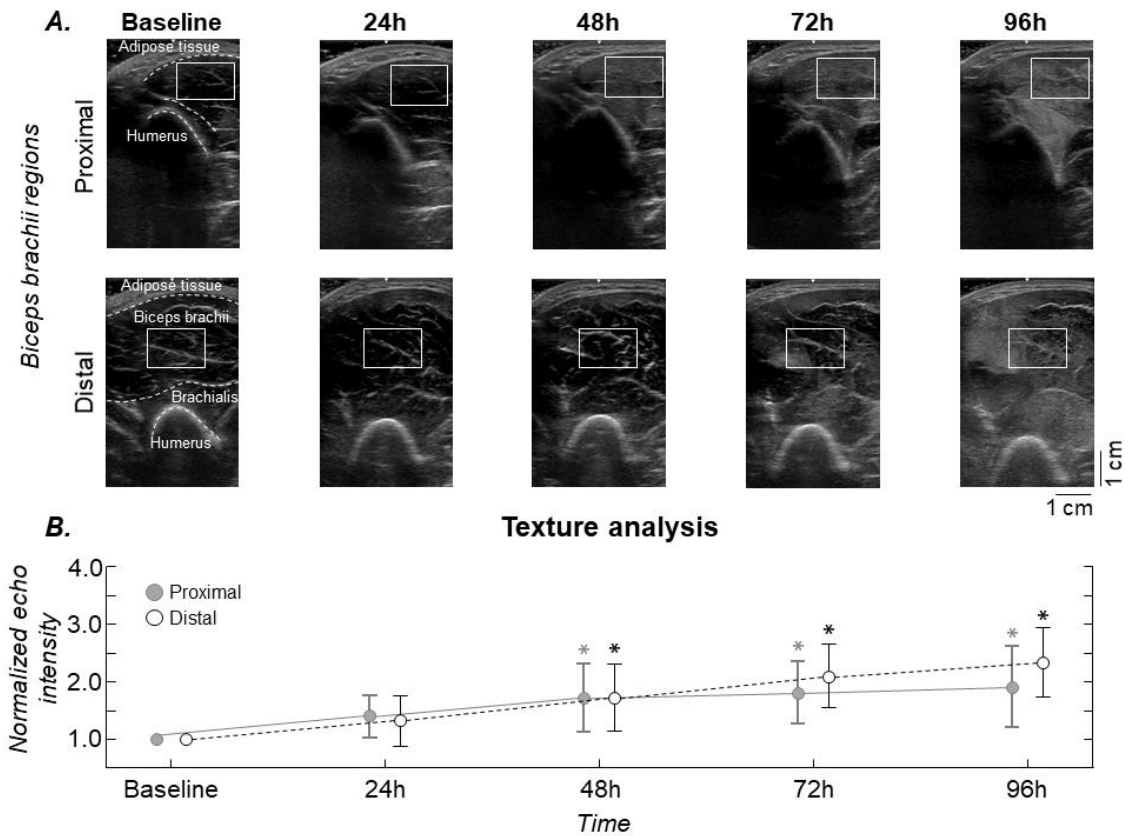 A.
Baseline
24h
48h
72h
96h
Biceps brachii regions
Proximal
Adipose tissue
Humerus
Distal
Adipose tissue
Biceps brachii
Brachialis
Humerus
1 cm
1 cm
B.
Texture analysis
Normalized echo
intensity
4.0
3.0
2.0
1.0
Proximal
Distal
* * * * * *
Baseline
24h
48h
72h
96h
Time